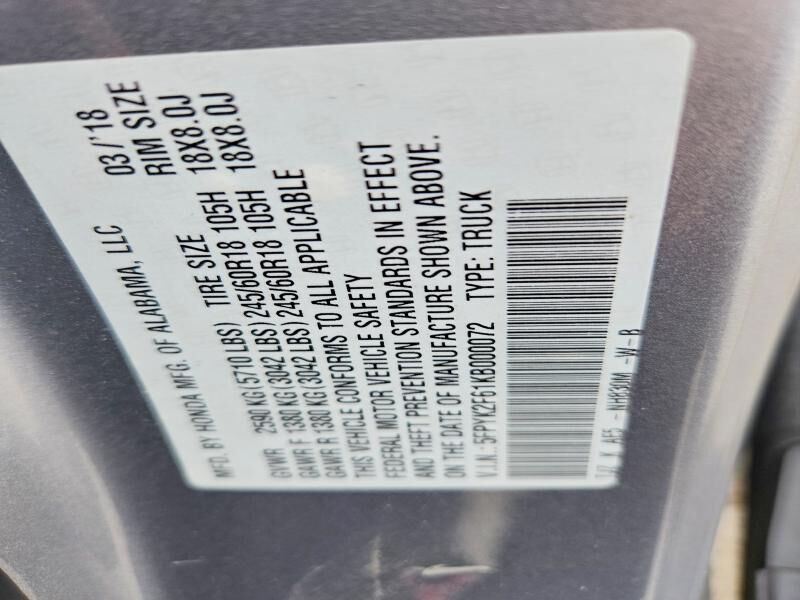 MFD. BY HONDA MFG. OF ALABAMA, LLC 03/'18
TIRE SIZE RIM SIZE
GVWR 2590 KG(5710 LBS)
GAWR F 1380 KG (3042 LBS) 245/60R18 105H 18X8.0J
GAWR R 1380 KG (3042 LBS) 245/60R18 105H 18X8.0J
THIS VEHICLE CONFORMS TO ALL APPLICABLE
FEDERAL MOTOR VEHICLE SAFETY
AND THEFT PREVENTION STANDARDS IN EFFECT
ON THE DATE OF MANUFACTURE SHOWN ABOVE.
V.I.N.:5FPYK2F61KB000072 TYPE:TRUCK
NH830M -W-B